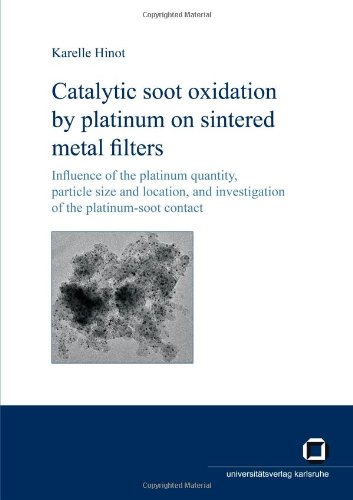 Copyrighted Material
Karelle Hinot
Catalytic soot oxidation
by platinum on sintered
metal filters
Influence of the platinum quantity,
particle size and location, and investigation
of the platinum-soot contact
universitätsverlag karlsruhe
Copyrighted Material